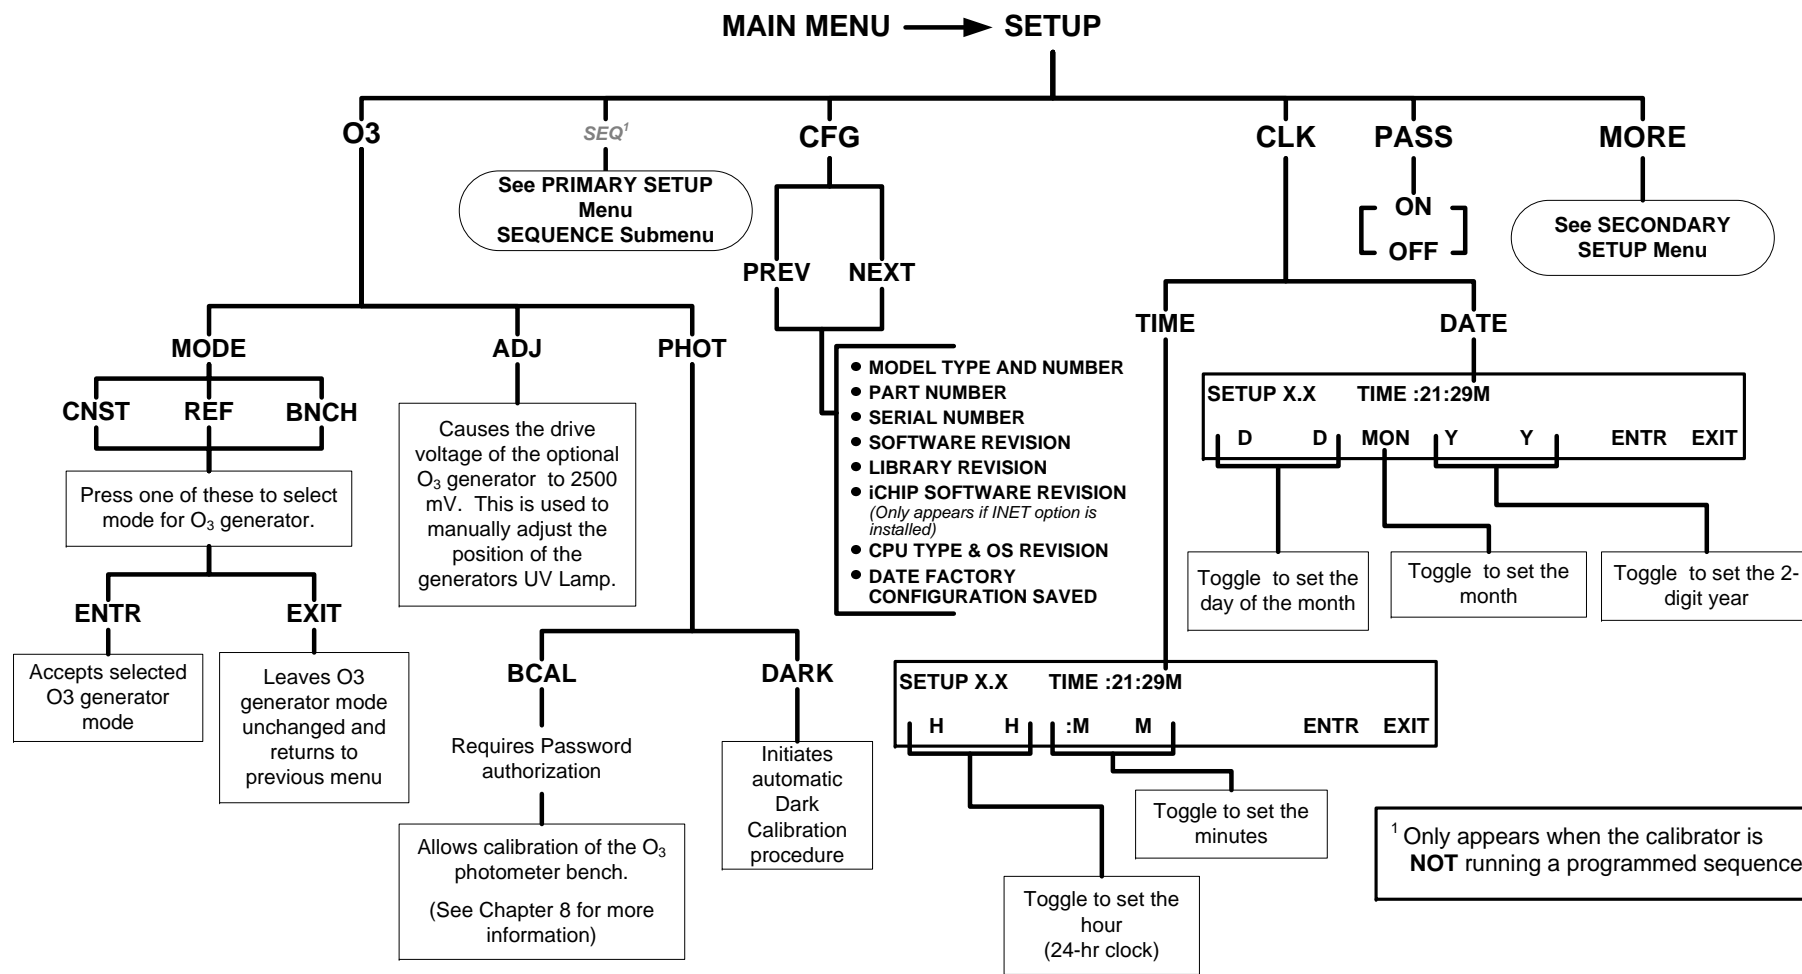 MAIN MENU SETUP
O3 SEQ¹ CFG CLK PASS MORE
See PRIMARY SETUP
Menu
SEQUENCE Submenu
ON
OFF
See SECONDARY
SETUP Menu
PREV NEXT
TIME DATE
MODE ADJ PHOT
CNST REF BNCH
Press one of these to select
mode for O₃ generator.
ENTR EXIT
Accepts selected
O3 generator
mode
Leaves O3
generator mode
unchanged and
returns to
previous menu
Causes the drive
voltage of the optional
O₃ generator to 2500
mV. This is used to
manually adjust the
position of the
generators UV Lamp.
BCAL DARK
Requires Password
authorization
Allows calibration of the O₃
photometer bench.
(See Chapter 8 for more
information)
Initiates
automatic
Dark
Calibration
procedure
• MODEL TYPE AND NUMBER
• PART NUMBER
• SERIAL NUMBER
• SOFTWARE REVISION
• LIBRARY REVISION
• iCHIP SOFTWARE REVISION
(Only appears if INET option is
installed)
• CPU TYPE & OS REVISION
• DATE FACTORY
CONFIGURATION SAVED
SETUP X.X TIME :21:29M
D D MON Y Y ENTR EXIT
Toggle to set the
day of the month
Toggle to set the
month
Toggle to set the 2-
digit year
SETUP X.X TIME :21:29M
H H :M M ENTR EXIT
Toggle to set the
minutes
Toggle to set the
hour
(24-hr clock)
¹ Only appears when the calibrator is
NOT running a programmed sequence